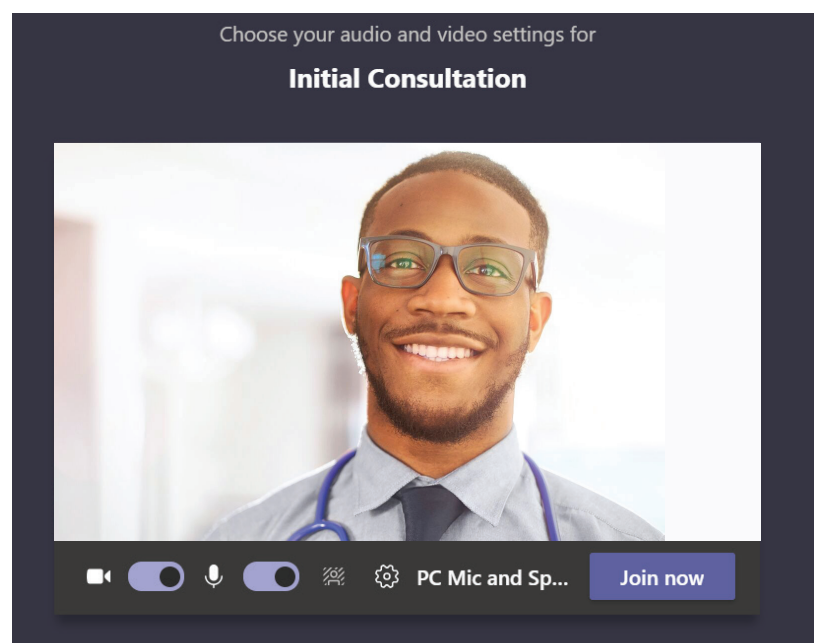 Choose your audio and video settings for
Initial Consultation
PC Mic and Sp...
Join now